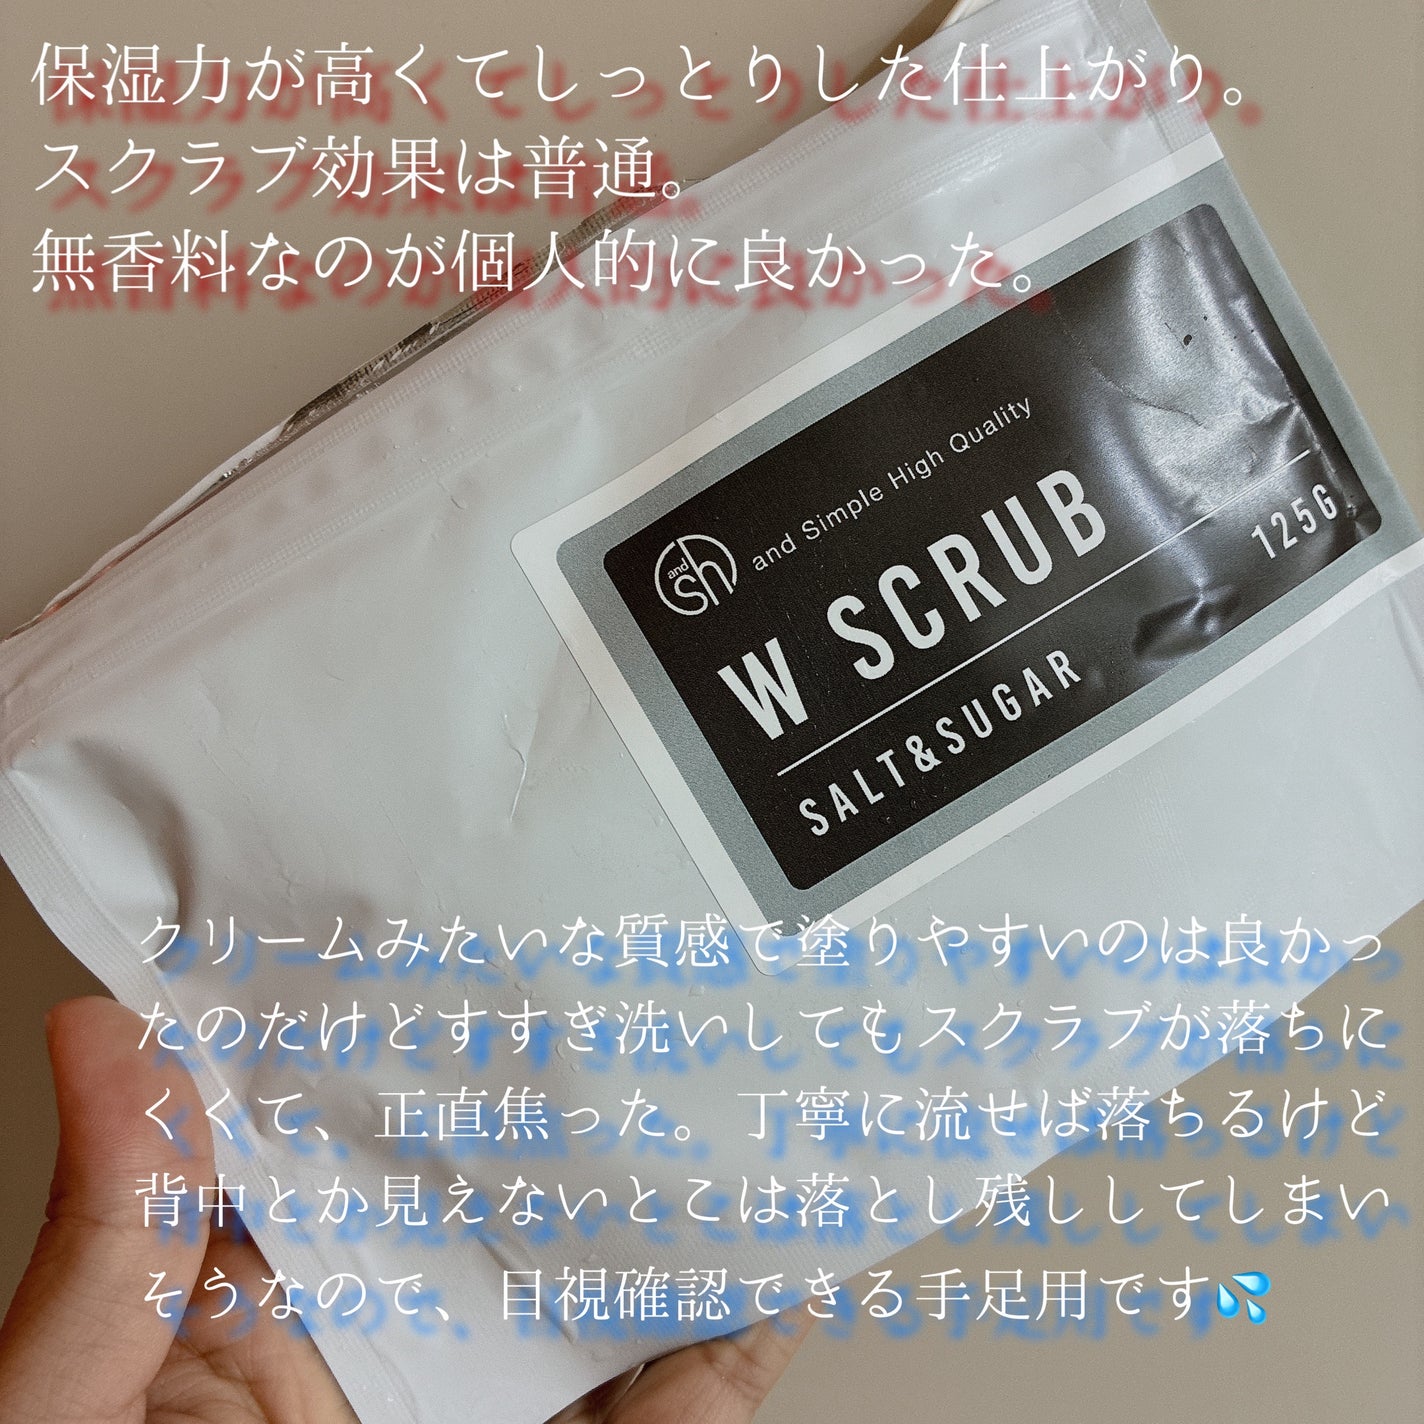 保湿力が高くてしっとりした仕上がり。
スクラブ効果は普通。
無香料なのが個人的に良かった。
and sh
and Simple High Quality
W SCRUB
125G
SALT&SUGAR
クリームみたいな質感で塗りやすいのは良かっ
たのだけどすすぎ洗いしてもスクラブが落ちに
くくて、正直焦った。丁寧に流せば落ちるけど
背中とか見えないとこは落とし残ししてしまい
そうなので、目視確認できる手足用です💦